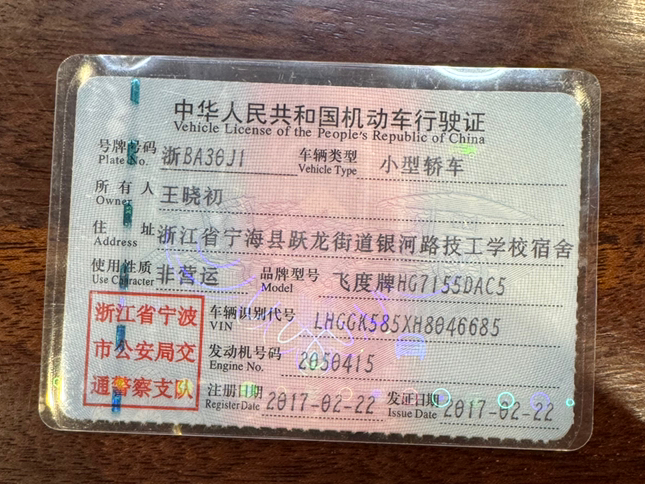 中华人民共和国机动车行驶证
Vehicle License of the People's Republic of China
号牌号码 浙BA30J1 车辆类型 小型轿车
Plate No. Vehicle Type
所有人 王晓初
Owner
住址 浙江省宁海县跃龙街道银河路技工学校宿舍
Address
使用性质 非营运 品牌型号 飞度牌HG7155DAC5
Use Character Model
浙江省宁波
市公安局交
通警察支队
车辆识别代号 LHGGK585XH8046685
VIN
发动机号码 2050415
Engine No.
注册日期 2017-02-22 发证日期 2017-02-22
Register Date Issue Date